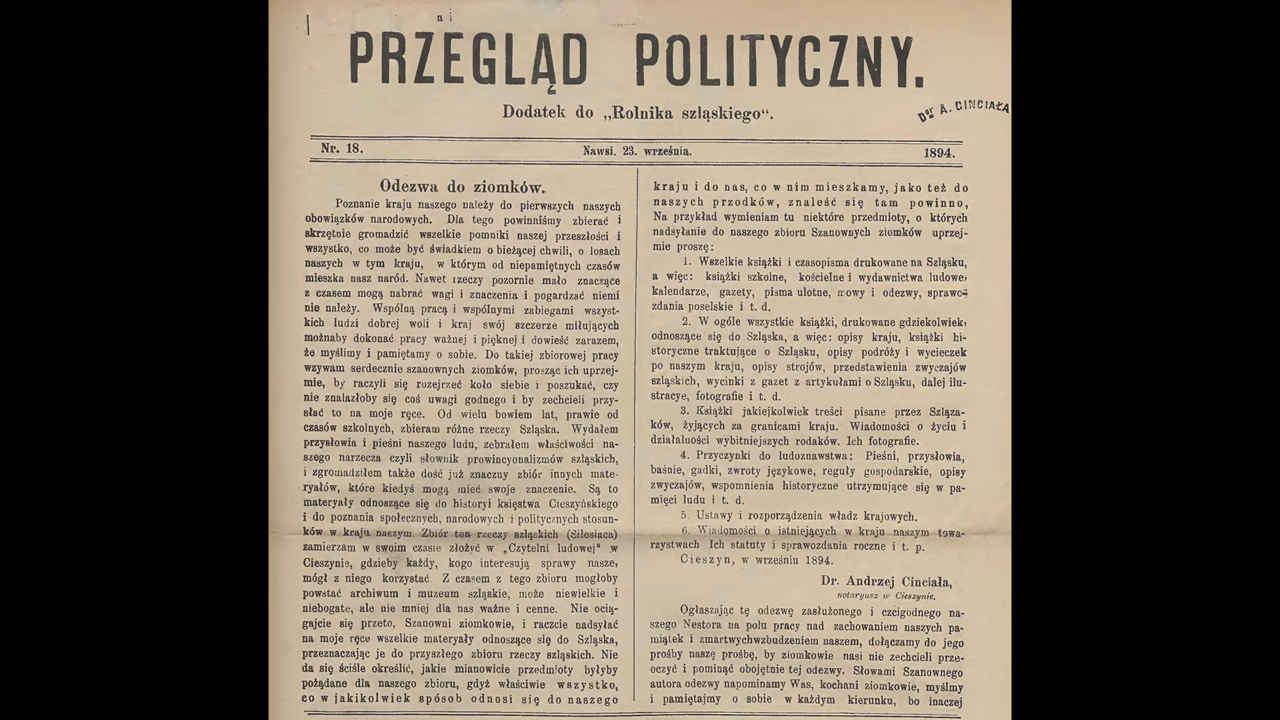 PRZEGLĄD POLITYCZNY.
Dodatek do „Rolnika szląskiego“.
Dor A. CINCIAŁA
Nr. 18.
Nawsi, 23. września.
1894.
Odezwa do ziomków.
Poznanie kraju naszego należy do pierwszych naszych
obowiązków narodowych. Dla tego powinniśmy zbierać i
skrzętnie gromadzić wszelkie pomniki naszej przeszłości i
wszystko, co może być świadkiem o bieżącej chwili, o losach
naszych w tym kraju, w którym od niepamiętnych czasów
mieszka nasz naród. Nawet rzeczy pozornie mało znaczące
z czasem mogą nabrać wagi i znaczenia i pogardzać niemi
nie należy. Wspólną pracą i wspólnymi zabiegami wszyst-
kich ludzi dobrej woli i kraj swój szczerze miłujących
możnaby dokonać pracy ważnej i pięknej i dowieść zarazem,
że myślimy i pamiętamy o sobie. Do takiej zbiorowej pracy
wzywam serdecznie szanownych ziomków, prosząc ich uprzej-
mie, by raczyli się rozejrzeć koło siebie i poszukać, czy
nie znalazłoby się coś uwagi godnego i by zechcieli przy-
słać to na moje ręce. Od wielu bowiem lat, prawie od
czasów szkolnych, zbieram różne rzeczy Szląska. Wydałem
przysłowia i pieśni naszego ludu, zebrałem właściwości na-
szego narzecza czyli słownik prowincyonalizmów szląskich,
i zgromadziłem także dość już znaczny zbiór innych mate-
ryałów, które kiedyś mogą mieć swoje znaczenie. Są to
materyały odnoszące się do historyi księstwa Cieszyńskiego
i do poznania społecznych, narodowych i politycznych stosun-
ków w kraju naszym. Zbiór ten rzeczy szląskich (Silesiaca)
zamierzam w swoim czasie złożyć w „Czytelni ludowej“ w
Cieszynie, gdzieby każdy, kogo interesują sprawy nasze,
mógł z niego korzystać. Z czasem z tego zbioru mogłoby
powstać archiwum i muzeum szląskie, może niewielkie i
niebogate, ale nie mniej dla nas ważne i cenne. Nie ocią-
gajcie się przeto, Szanowni ziomkowie, i raczcie nadsyłać
na moje ręce wszelkie materyały odnoszące się do Szląska,
przeznaczając je do przyszłego zbioru rzeczy szląskich. Nie
da się ściśle określić, jakie mianowicie przedmioty byłyby
pożądane dla naszego zbioru, gdyż właściwie wszystko,
co w jakikolwiek spósob odnosi się do naszego
kraju i do nas, co w nim mieszkamy, jako też do
naszych przodków, znaleść się tam powinno,
Na przykład wymieniam tu niektóre przedmioty, o których
nadsyłanie do naszego zbioru Szanownych ziomków uprzej-
mie proszę:
1. Wszelkie książki i czasopisma drukowane na Szląsku,
a więc: książki szkolne, kościelne i wydawnictwa ludowe,
kalendarze, gazety, pisma ulotne, mowy i odezwy, sprawo-
zdania poselskie i t. d.
2. W ogóle wszystkie książki, drukowane gdziekolwiek,
odnoszące się do Szląska, a więc: opisy kraju, książki hi-
storyczne traktujące o Szląsku, opisy podróży i wycieczek
po naszym kraju, opisy strojów, przedstawienia zwyczajów
szląskich, wycinki z gazet z artykułami o Szląsku, dalej ilu-
stracye, fotografie i t. d.
3. Książki jakiejkolwiek treści pisane przez Szląza-
ków, żyjących za granicami kraju. Wiadomości o życiu i
działalności wybitniejszych rodaków. Ich fotografie.
4. Przyczynki do ludoznawstwa: Pieśni, przysłowia,
baśnie, gadki, zwroty językowe, reguły gospodarskie, opisy
zwyczajów, wspomnienia historyczne utrzymujące się w pa-
mięci ludu i t. d.
5. Ustawy i rozporządzenia władz krajowych.
6. Wiadomości o istniejących w kraju naszym towa-
rzystwach Ich statuty i sprawozdania roczne i t. p.
Cieszyn, w wrześniu 1894.
Dr. Andrzej Cinciała,
notaryusz w Cieszynie.
Ogłaszając tę odezwę zasłużonego i czcigodnego na-
szego Nestora na polu pracy nad zachowaniem naszych pa-
miątek i zmartwychwzbudzeniem naszem, dołączamy do jego
prośby naszę prośbę, by ziomkowie nasi nie zechcieli prze-
oczyć i pominąć obojętnie tej odezwy. Słowami Szanownego
autora odezwy napominamy Was, kochani ziomkowie, myślmy
i pamiętajmy o sobie w każdym kierunku, bo inaczej